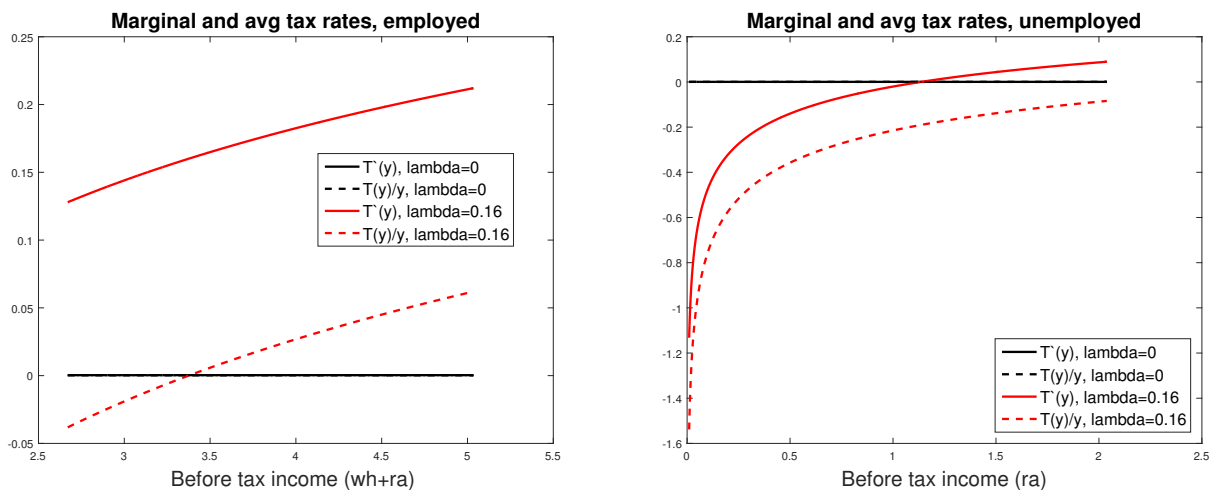 Marginal and avg tax rates, employed
0.25
0.2
0.15
0.1
0.05
0
-0.05
2.5 3 3.5 4 4.5 5 5.5
Before tax income (wh+ra)
T`(y), lambda=0
T(y)/y, lambda=0
T`(y), lambda=0.16
T(y)/y, lambda=0.16
Marginal and avg tax rates, unemployed
0.2
0
-0.2
-0.4
-0.6
-0.8
-1
-1.2
-1.4
-1.6
0 0.5 1 1.5 2 2.5
Before tax income (ra)
T`(y), lambda=0
T(y)/y, lambda=0
T`(y), lambda=0.16
T(y)/y, lambda=0.16